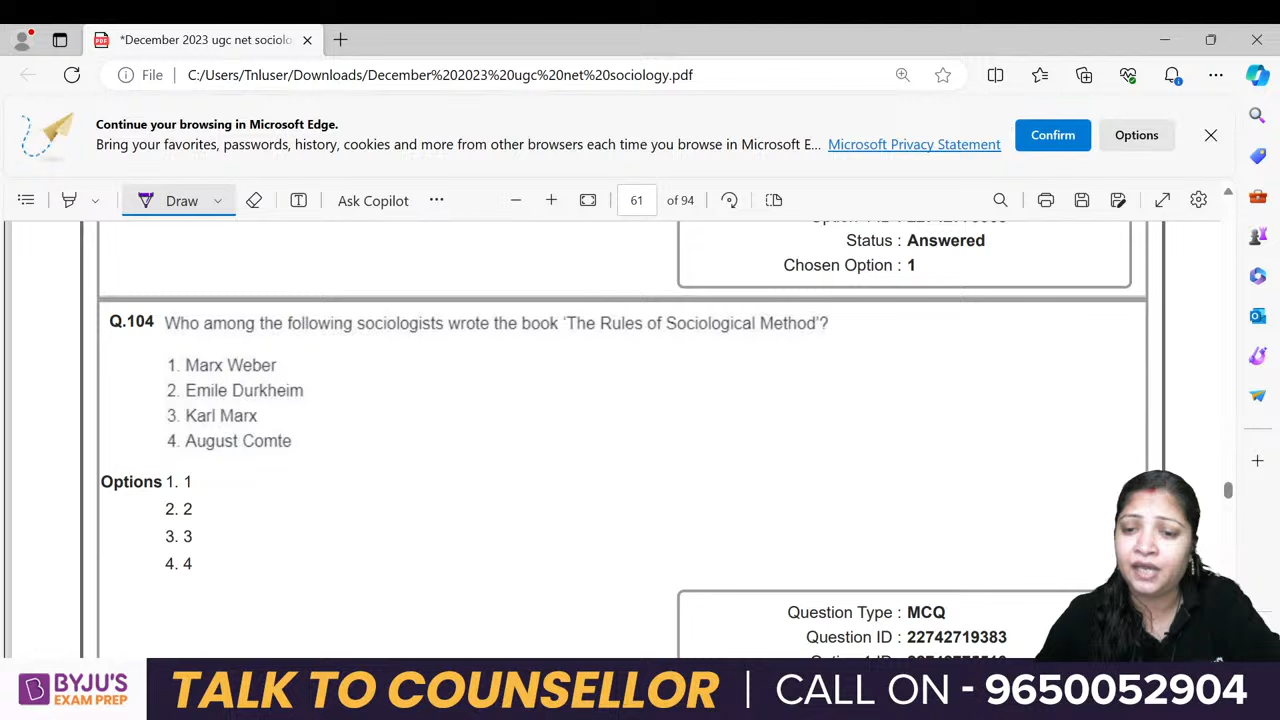 *December 2023 ugc net sociolo
File C:/Users/Tnluser/Downloads/December%202023%20ugc%20net%20sociology.pdf
Continue your browsing in Microsoft Edge.
Bring your favorites, passwords, history, cookies and more from other browsers each time you browse in Microsoft E... Microsoft Privacy Statement
Confirm
Options
Draw
Ask Copilot
61 of 94
Status : Answered
Chosen Option : 1
Q.104 Who among the following sociologists wrote the book ‘The Rules of Sociological Method’?
1. Marx Weber
2. Emile Durkheim
3. Karl Marx
4. August Comte
Options 1. 1
2. 2
3. 3
4. 4
Question Type : MCQ
Question ID : 22742719383
BYJU'S
EXAM PREP
TALK TO COUNSELLOR | CALL ON - 9650052904